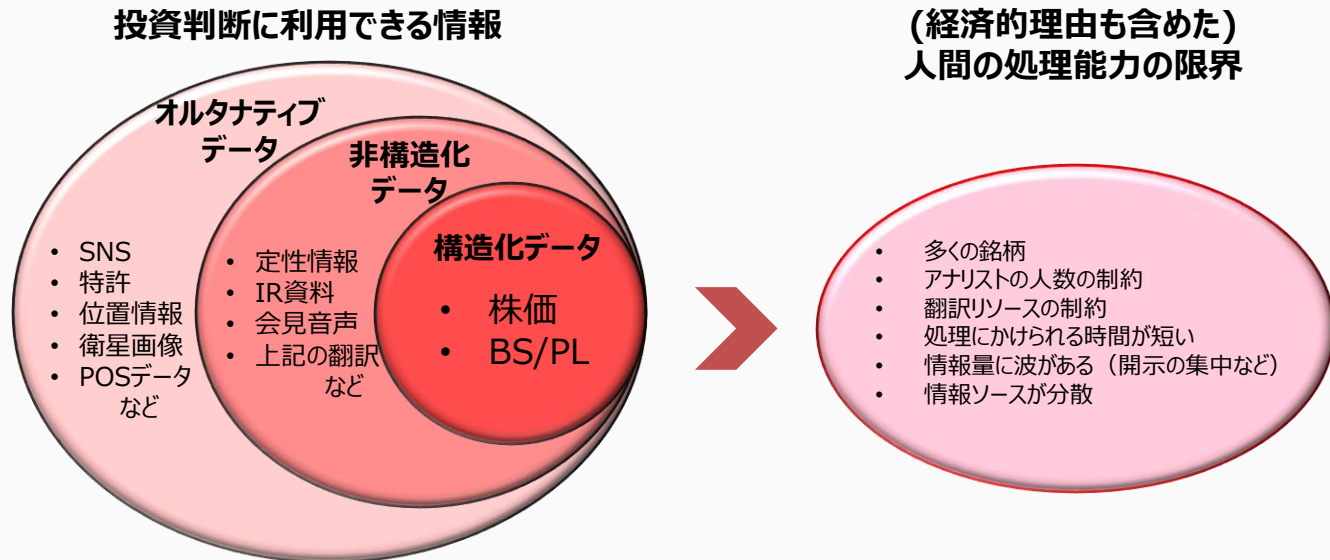 投資判断に利用できる情報
オルタナティブ
データ
・ SNS
・ 特許
・ 位置情報
・ 衛星画像
・ POSデータ
など
非構造化
データ
・ 定性情報
・ IR資料
・ 会見音声
・ 上記の翻訳
など
構造化データ
・ 株価
・ BS/PL
(経済的理由も含めた)
人間の処理能力の限界
・ 多くの銘柄
・ アナリストの人数の制約
・ 翻訳リソースの制約
・ 処理にかけられる時間が短い
・ 情報量に波がある（開示の集中など）
・ 情報ソースが分散